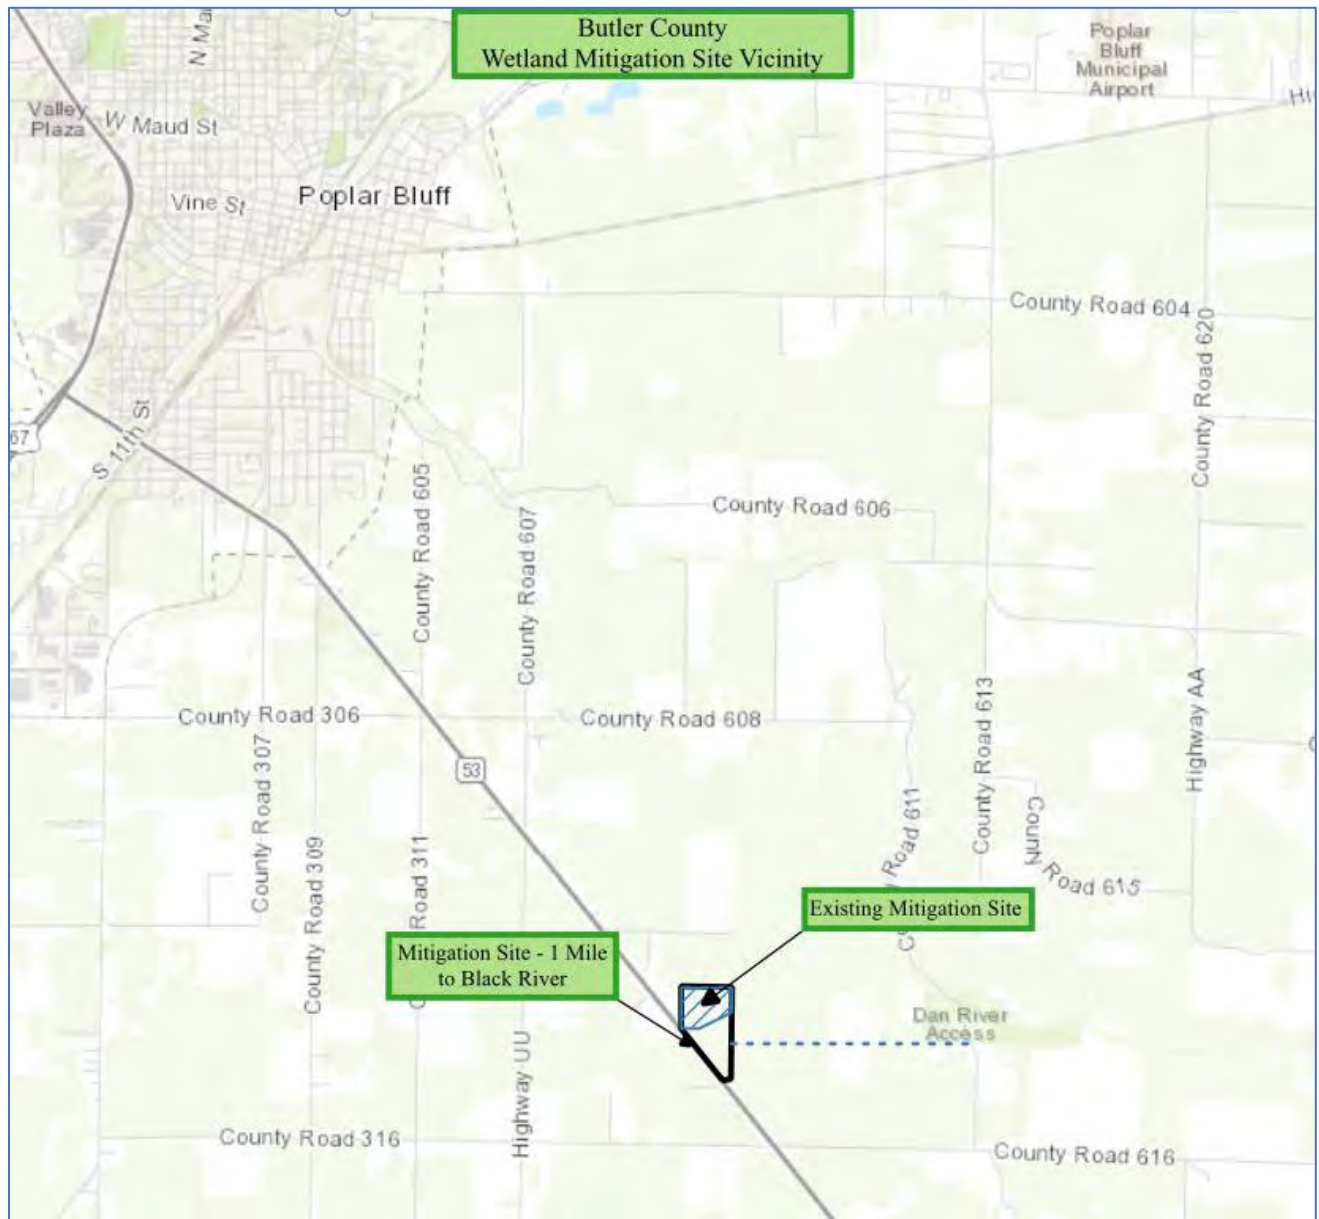 Butler County
Wetland Mitigation Site Vicinity
Poplar
Bluff
Municipal
Airport
N Ma
Valley
Plaza
W Maud St
Vine St
Poplar Bluff
County Road 604
County Road 620
67
S 11th St
County Road 605
County Road 607
County Road 606
County Road 306
County Road 608
County Road 613
Highway AA
53
County Road 307
County Road 309
Road 311
Road 611
Count
Road 615
Existing Mitigation Site
Mitigation Site - 1 Mile
to Black River
Dan River
Access
Highway UU
County Road 316
County Road 616